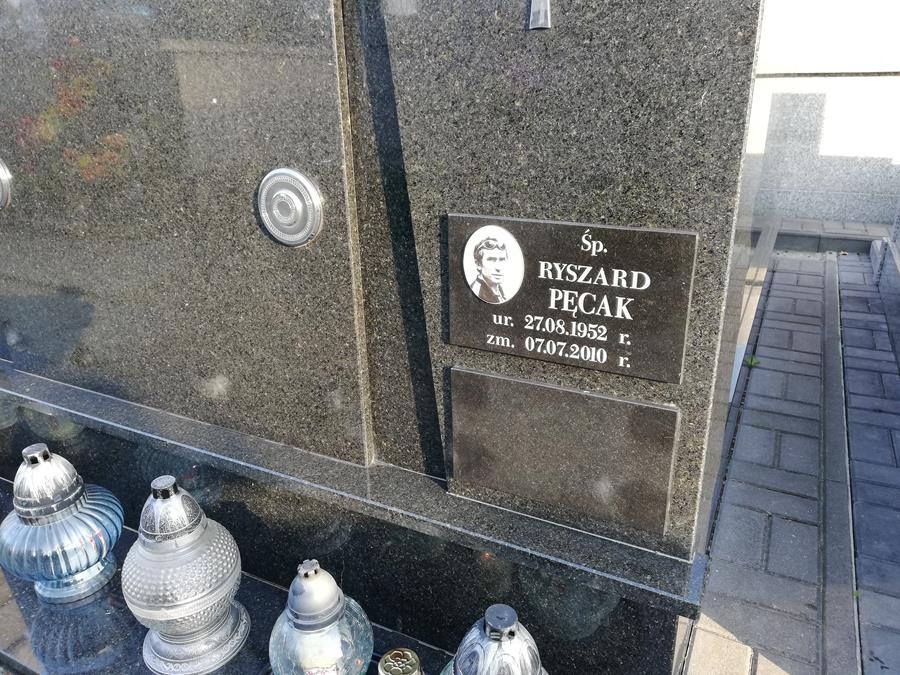 Śp.
RYSZARD
PĘCAK
ur. 27.08.1952 r.
zm. 07.07.2010 r.